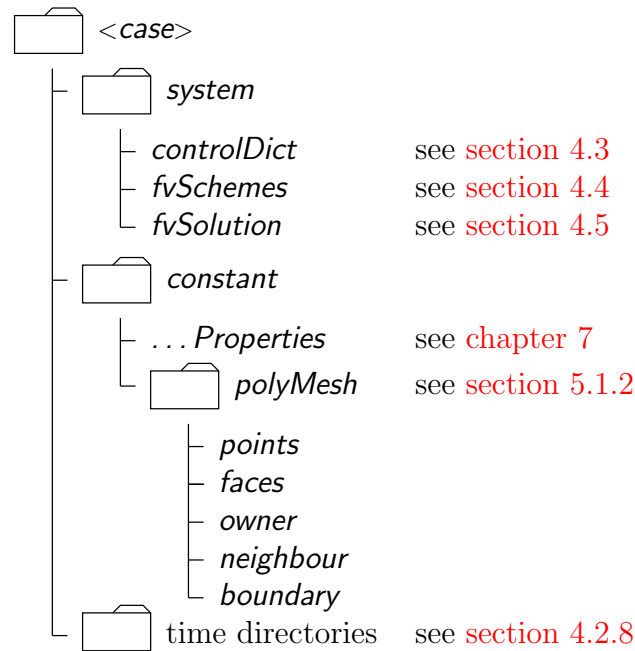 <case>
system
controlDict see section 4.3
fvSchemes see section 4.4
fvSolution see section 4.5
constant
...Properties see chapter 7
polyMesh see section 5.1.2
points
faces
owner
neighbour
boundary
time directories see section 4.2.8